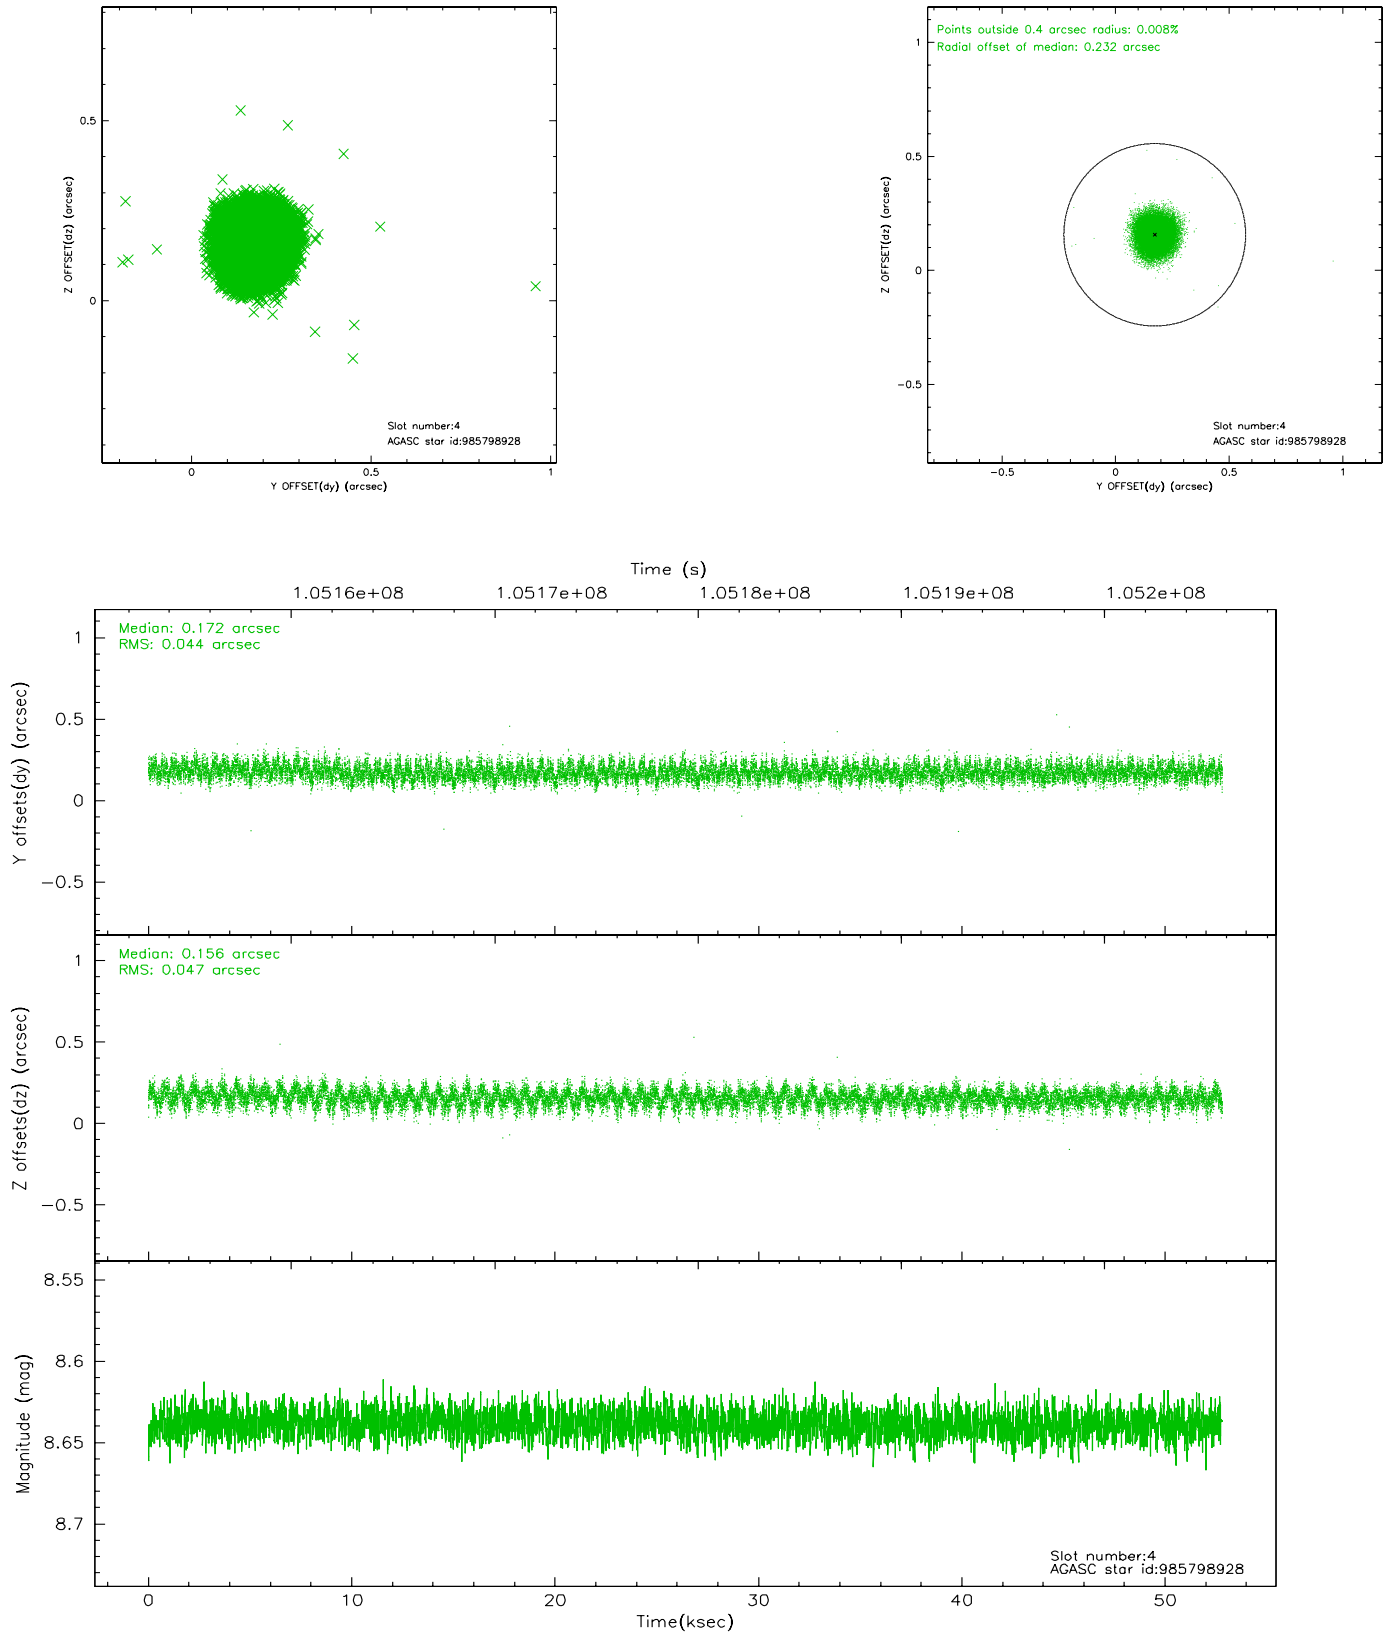 0.5
0
Z OFFSET(dz) (arcsec)
Slot number:4
AGASC star id:985798928
0 0.5 1
Y OFFSET(dy) (arcsec)
Points outside 0.4 arcsec radius: 0.008%
Radial offset of median: 0.232 arcsec
1
0.5
0
−0.5
Z OFFSET(dz) (arcsec)
Slot number:4
AGASC star id:985798928
−0.5 0 0.5 1
Y OFFSET(dy) (arcsec)
Time (s)
1.0516e+08 1.0517e+08 1.0518e+08 1.0519e+08 1.052e+08
Median: 0.172 arcsec
RMS: 0.044 arcsec
1
0.5
0
−0.5
Y offsets(dy) (arcsec)
Median: 0.156 arcsec
RMS: 0.047 arcsec
1
0.5
0
−0.5
Z offsets(dz) (arcsec)
8.55
8.6
8.65
8.7
Magnitude (mag)
Slot number:4
AGASC star id:985798928
0 10 20 30 40 50
Time(ksec)